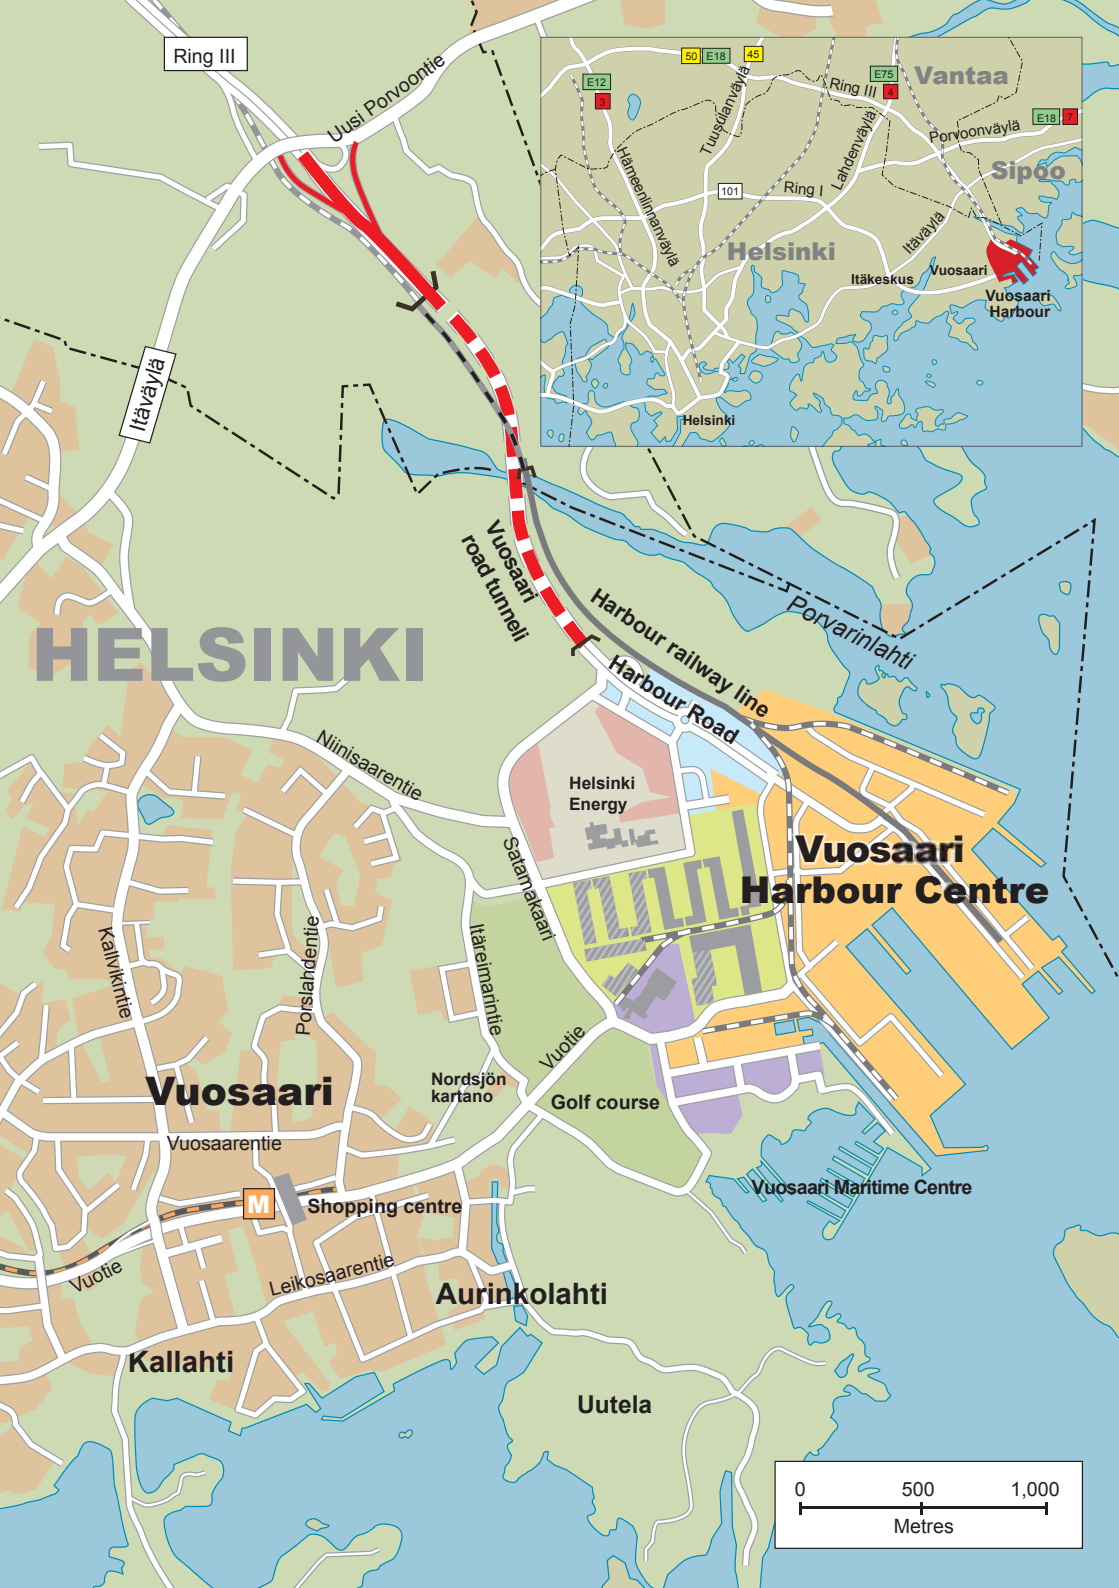 Ring III
Uusi Porvoontie
Itäväylä
50
E18
45
E12
3
E75
4
Vantaa
Ring III
E18
7
Porvoonväylä
Tuusulanväylä
Hämeenlinnanväylä
Lahdenväylä
Sipoo
101
Ring I
Itäväylä
Helsinki
Itäkeskus
Vuosaari
Vuosaari
Harbour
Helsinki
Vuosaari
road tunneli
HELSINKI
Harbour railway line
Harbour Road
Porvarinlahti
Niinisaarentie
Helsinki
Energy
Satamakaari
Vuosaari
Harbour Centre
Kallvikintie
Porslahdentie
Itäreimarintie
Vuotie
Nordsjön
kartano
Golf course
Vuosaari
Vuosaarentie
M
Shopping centre
Vuosaari Maritime Centre
Vuotie
Leikosaarentie
Aurinkolahti
Kallahti
Uutela
0 500 1,000
Metres